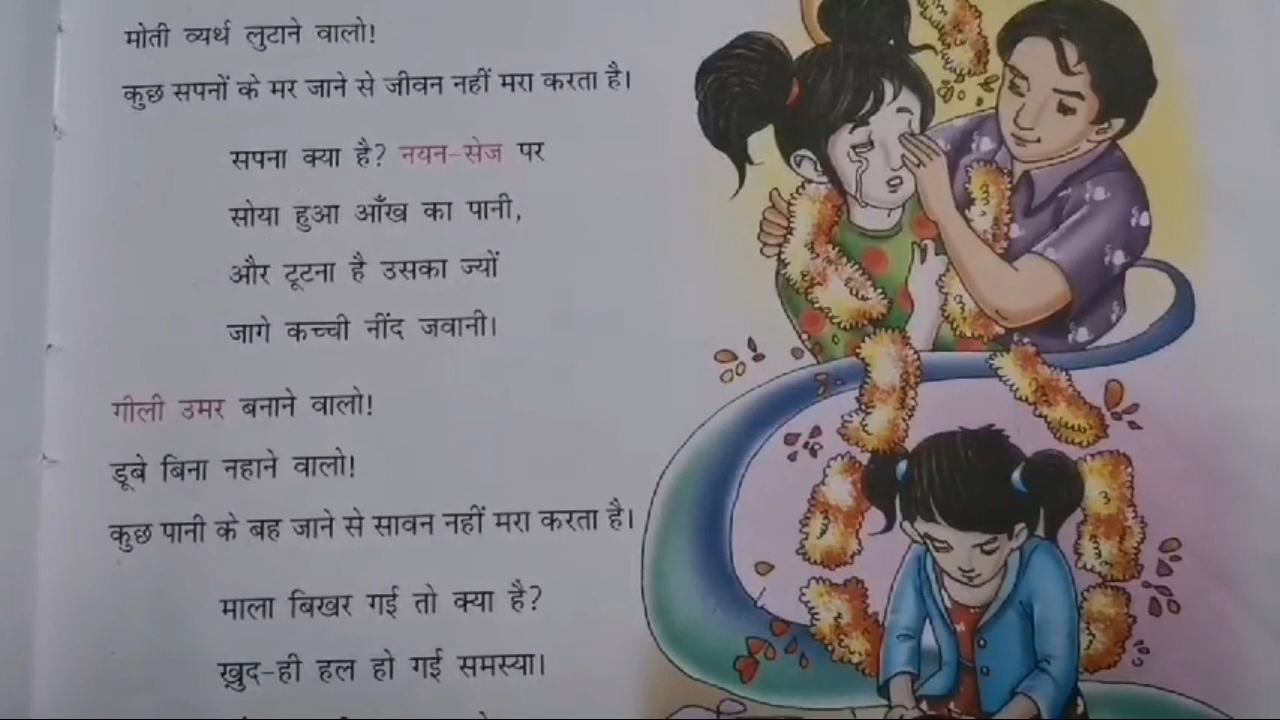 मोती व्यर्थ लुटाने वालो!
कुछ सपनों के मर जाने से जीवन नहीं मरा करता है।
सपना क्या है? नयन-सेज पर
सोया हुआ आँख का पानी,
और टूटना है उसका ज्यों
जागे कच्ची नींद ज़वानी।
गीली उमर बनाने वालो!
डूबे बिना नहाने वालो!
कुछ पानी के बह जाने से सावन नहीं मरा करता है।
माला बिखर गई तो क्या है?
ख़ुद-ही हल हो गई समस्या।